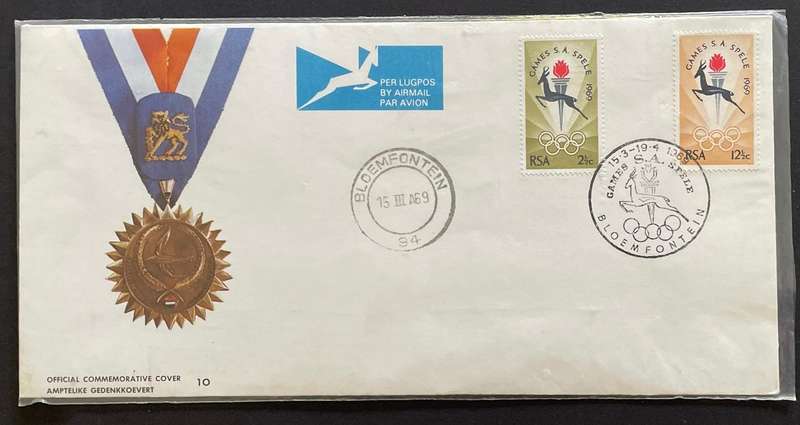 PER LUGPOS
BY AIRMAIL
PAR AVION
GAMES S.A. SPELE 1969
RSA 2½c
GAMES S.A. SPELE 1969
RSA 12½c
BLOEMFONTEIN
15 III 69
94
15·3-19·4 1969
GAMES S.A. SPELE
BLOEMFONTEIN
OFFICIAL COMMEMORATIVE COVER
AMPTELIKE GEDENKKOEVERT 10